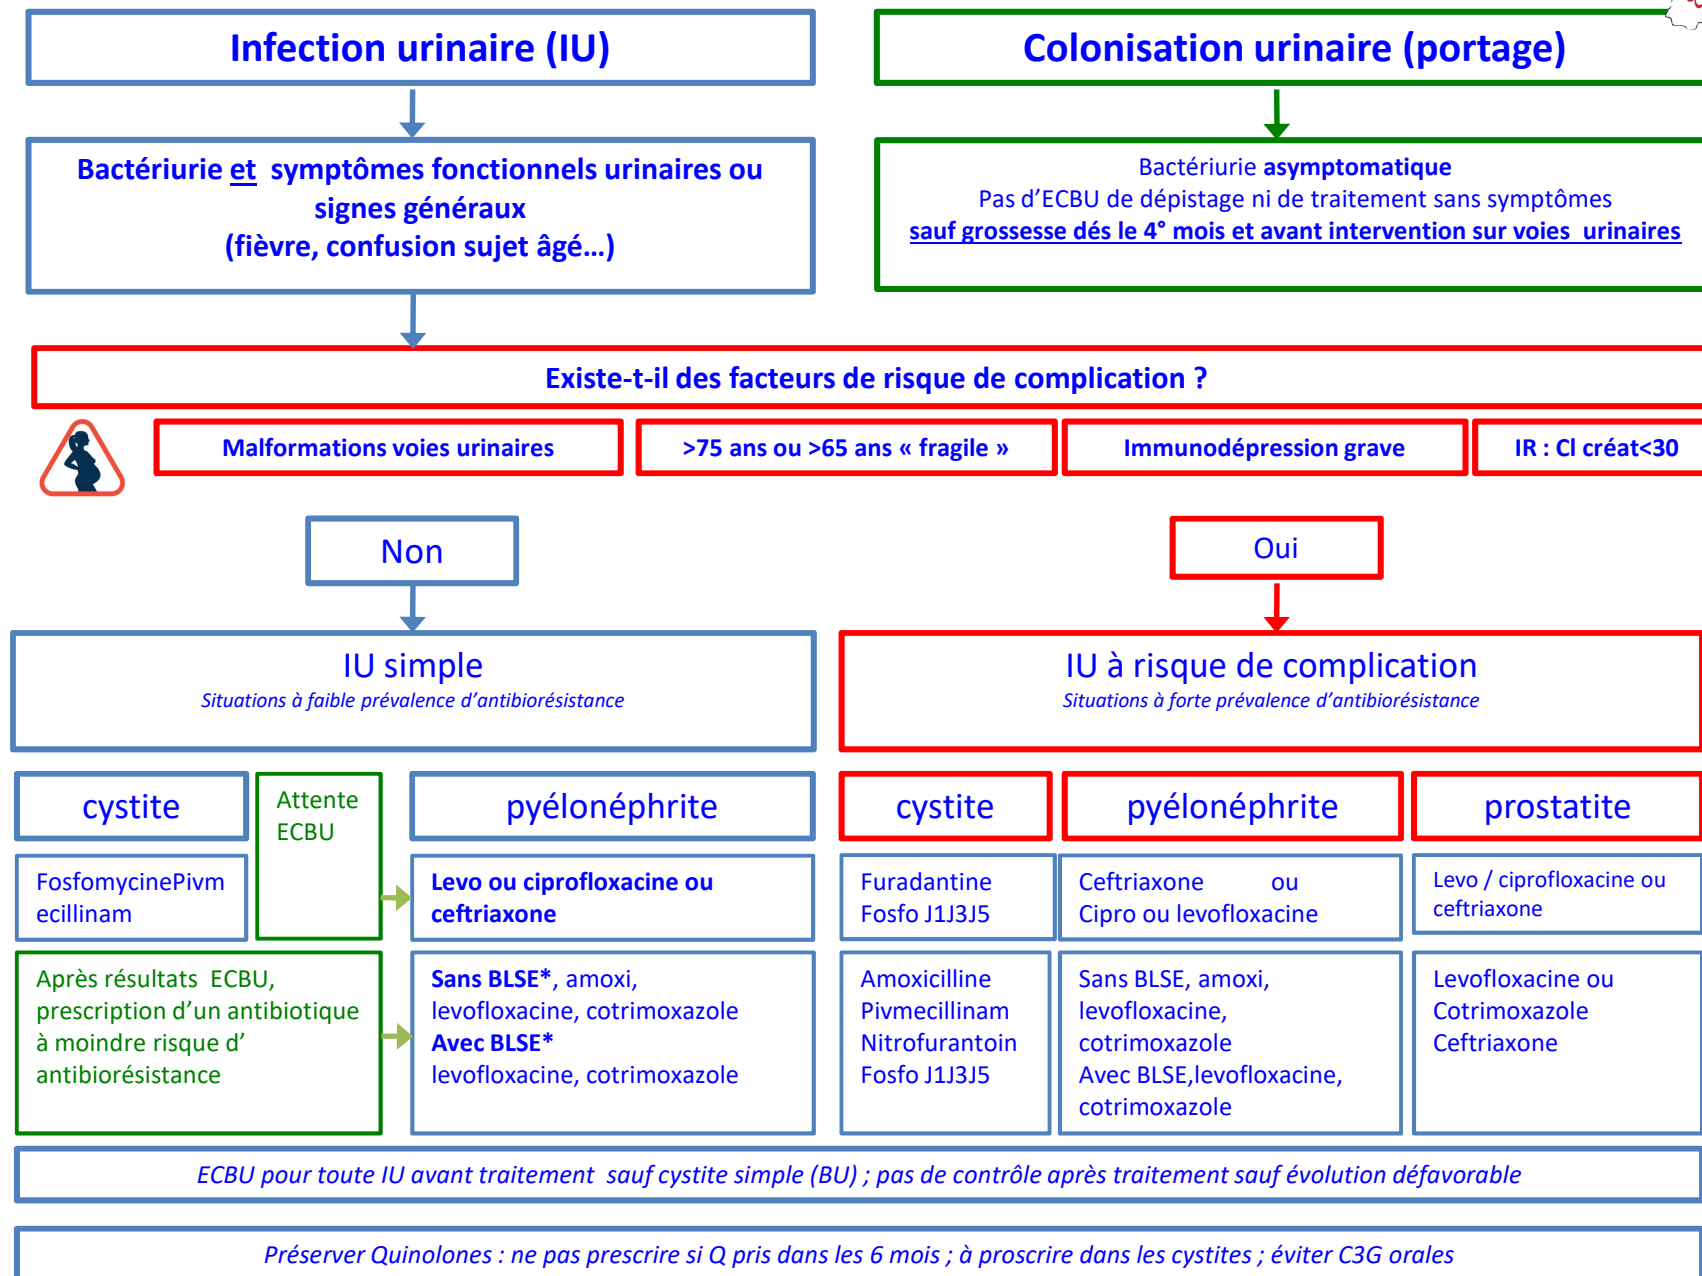 Infection urinaire (IU)
Colonisation urinaire (portage)
Bactériurie et symptômes fonctionnels urinaires ou
signes généraux
(fièvre, confusion sujet âgé…)
Bactériurie asymptomatique
Pas d’ECBU de dépistage ni de traitement sans symptômes
sauf grossesse dés le 4° mois et avant intervention sur voies urinaires
Existe-t-il des facteurs de risque de complication ?
Malformations voies urinaires
>75 ans ou >65 ans « fragile »
Immunodépression grave
IR : Cl créat<30
Non
Oui
IU simple
Situations à faible prévalence d’antibiorésistance
IU à risque de complication
Situations à forte prévalence d’antibiorésistance
cystite
Attente
ECBU
pyélonéphrite
cystite
pyélonéphrite
prostatite
FosfomycinePivm
ecillinam
Levo ou ciprofloxacine ou
ceftriaxone
Furadantine
Fosfo J1J3J5
Ceftriaxone ou
Cipro ou levofloxacine
Levo / ciprofloxacine ou
ceftriaxone
Après résultats ECBU,
prescription d’un antibiotique
à moindre risque d’
antibiorésistance
Sans BLSE*, amoxi,
levofloxacine, cotrimoxazole
Avec BLSE*
levofloxacine, cotrimoxazole
Amoxicilline
Pivmecillinam
Nitrofurantoin
Fosfo J1J3J5
Sans BLSE, amoxi,
levofloxacine,
cotrimoxazole
Avec BLSE,levofloxacine,
cotrimoxazole
Levofloxacine ou
Cotrimoxazole
Ceftriaxone
ECBU pour toute IU avant traitement sauf cystite simple (BU) ; pas de contrôle après traitement sauf évolution défavorable
Préserver Quinolones : ne pas prescrire si Q pris dans les 6 mois ; à proscrire dans les cystites ; éviter C3G orales